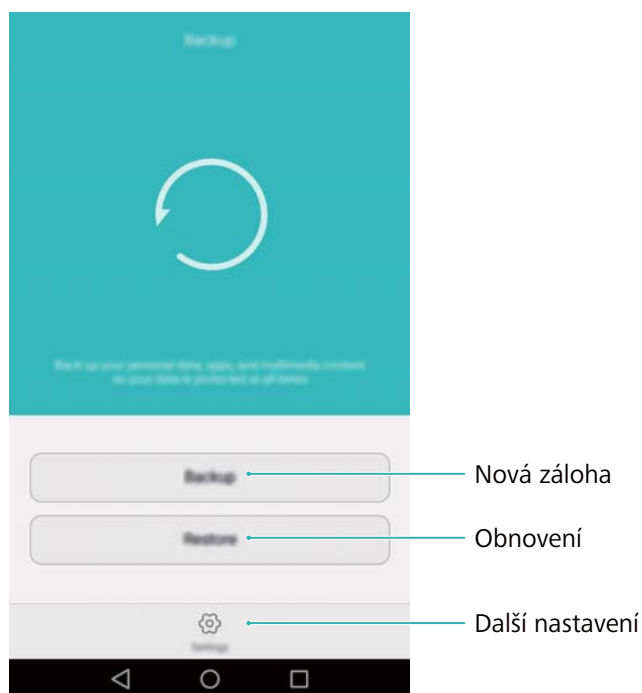 Backup
Back up your personal data, apps, and multimedia content
so your data is protected at all times
Backup
Nová záloha
Restore
Obnovení
Settings
Další nastavení